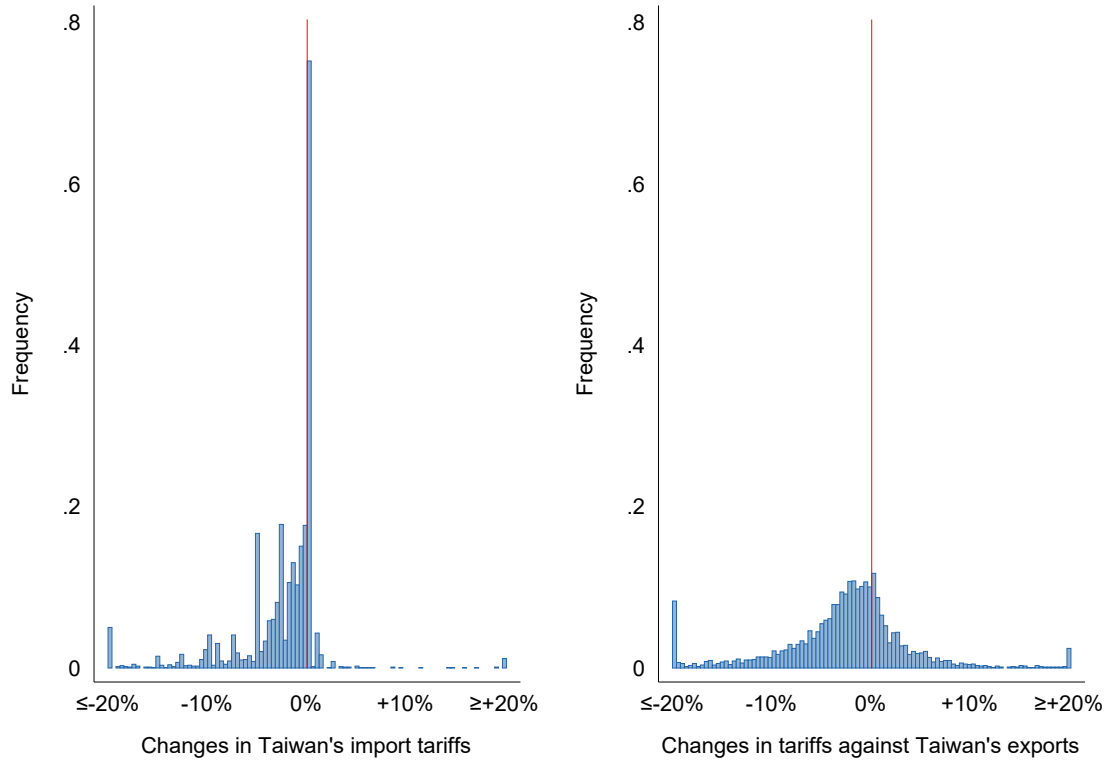 .8
.6
.4
.2
0
Frequency
≤-20% -10% 0% +10% ≥+20%
Changes in Taiwan's import tariffs
.8
.6
.4
.2
0
Frequency
≤-20% -10% 0% +10% ≥+20%
Changes in tariffs against Taiwan's exports